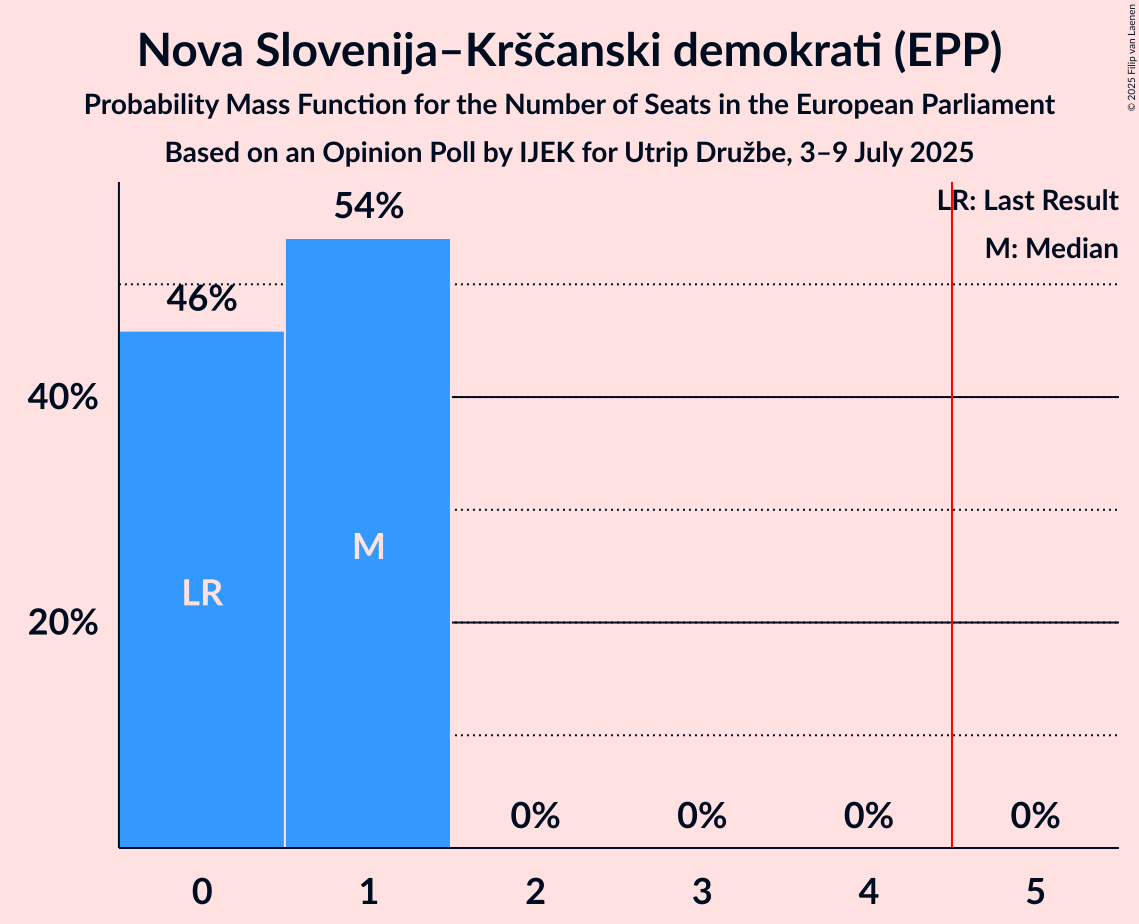 Nova Slovenija–Krščanski demokrati (EPP)
Probability Mass Function for the Number of Seats in the European Parliament
Based on an Opinion Poll by IJEK for Utrip Družbe, 3–9 July 2025
© 2025 Filip van Laenen
LR: Last Result
M: Median
54%
46%
40%
20%
LR
M
0%
0%
0%
0%
0
1
2
3
4
5